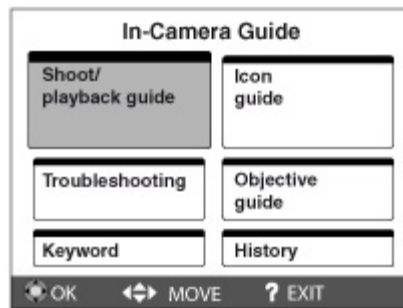 In-Camera Guide
Shoot/
playback guide
Icon
guide
Troubleshooting
Objective
guide
Keyword
History
OK MOVE ? EXIT